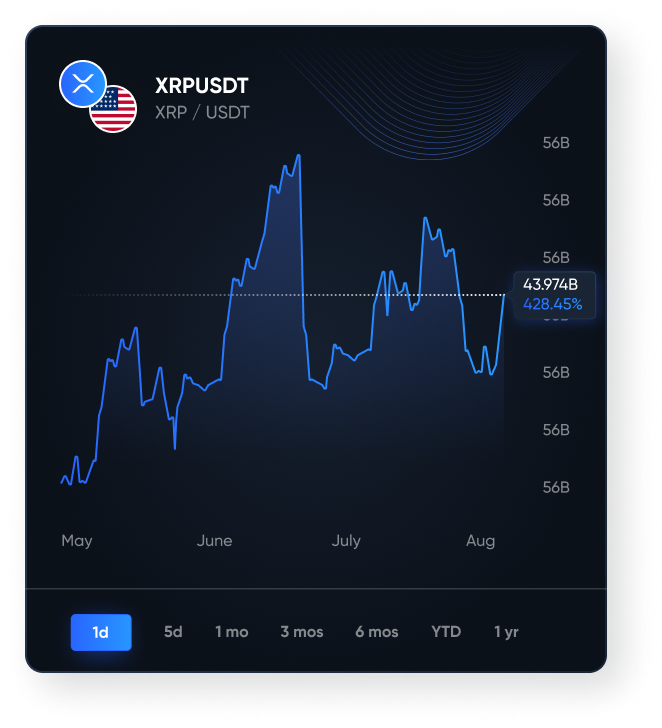 XRPUSDT
XRP / USDT
56B
56B
56B
43.974B
428.45%
56B
56B
56B
May June July Aug
1d 5d 1 mo 3 mos 6 mos YTD 1 yr